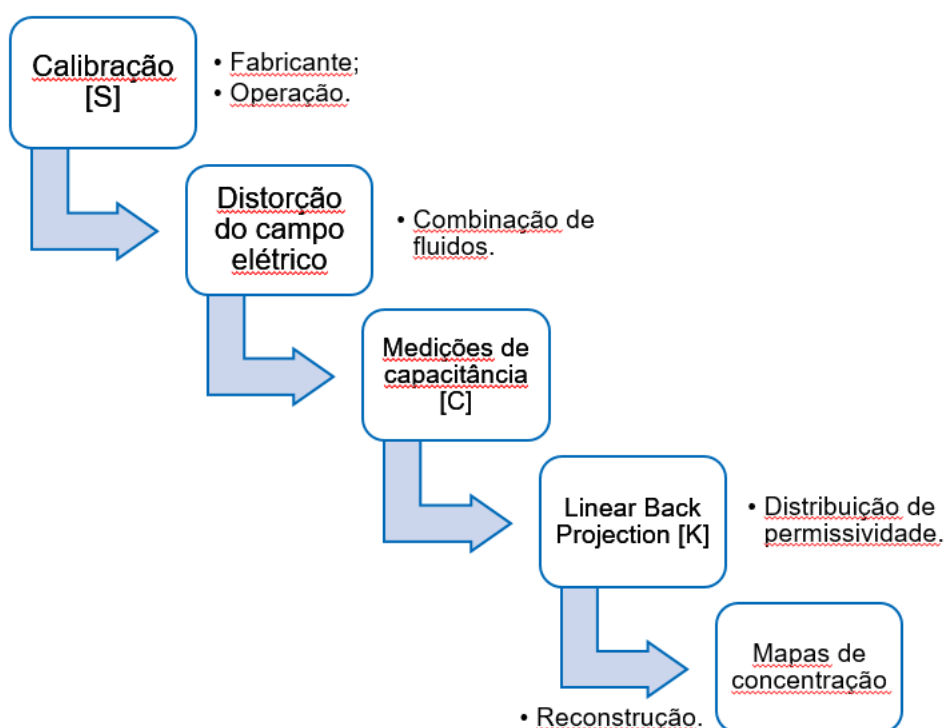 Calibração
[S]
• Fabricante;
• Operação.
Distorção
do campo
elétrico
• Combinação de
fluidos.
Medições de
capacitância
[C]
Linear Back
Projection [K]
• Distribuição de
permissividade.
Mapas de
concentração
• Reconstrução.